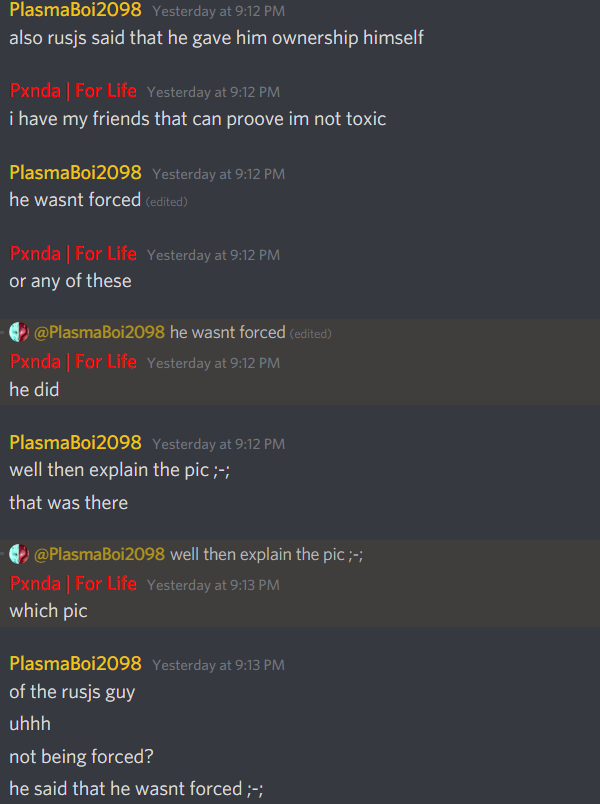 PlasmaBoi2098 Yesterday at 9:12 PM
also rusjs said that he gave him ownership himself
Pxnda | For Life Yesterday at 9:12 PM
i have my friends that can proove im not toxic
PlasmaBoi2098 Yesterday at 9:12 PM
he wasnt forced (edited)
Pxnda | For Life Yesterday at 9:12 PM
or any of these
@PlasmaBoi2098 he wasnt forced (edited)
Pxnda | For Life Yesterday at 9:12 PM
he did
PlasmaBoi2098 Yesterday at 9:12 PM
well then explain the pic ;-;
that was there
@PlasmaBoi2098 well then explain the pic ;-;
Pxnda | For Life Yesterday at 9:13 PM
which pic
PlasmaBoi2098 Yesterday at 9:13 PM
of the rusjs guy
uhhh
not being forced?
he said that he wasnt forced ;-;